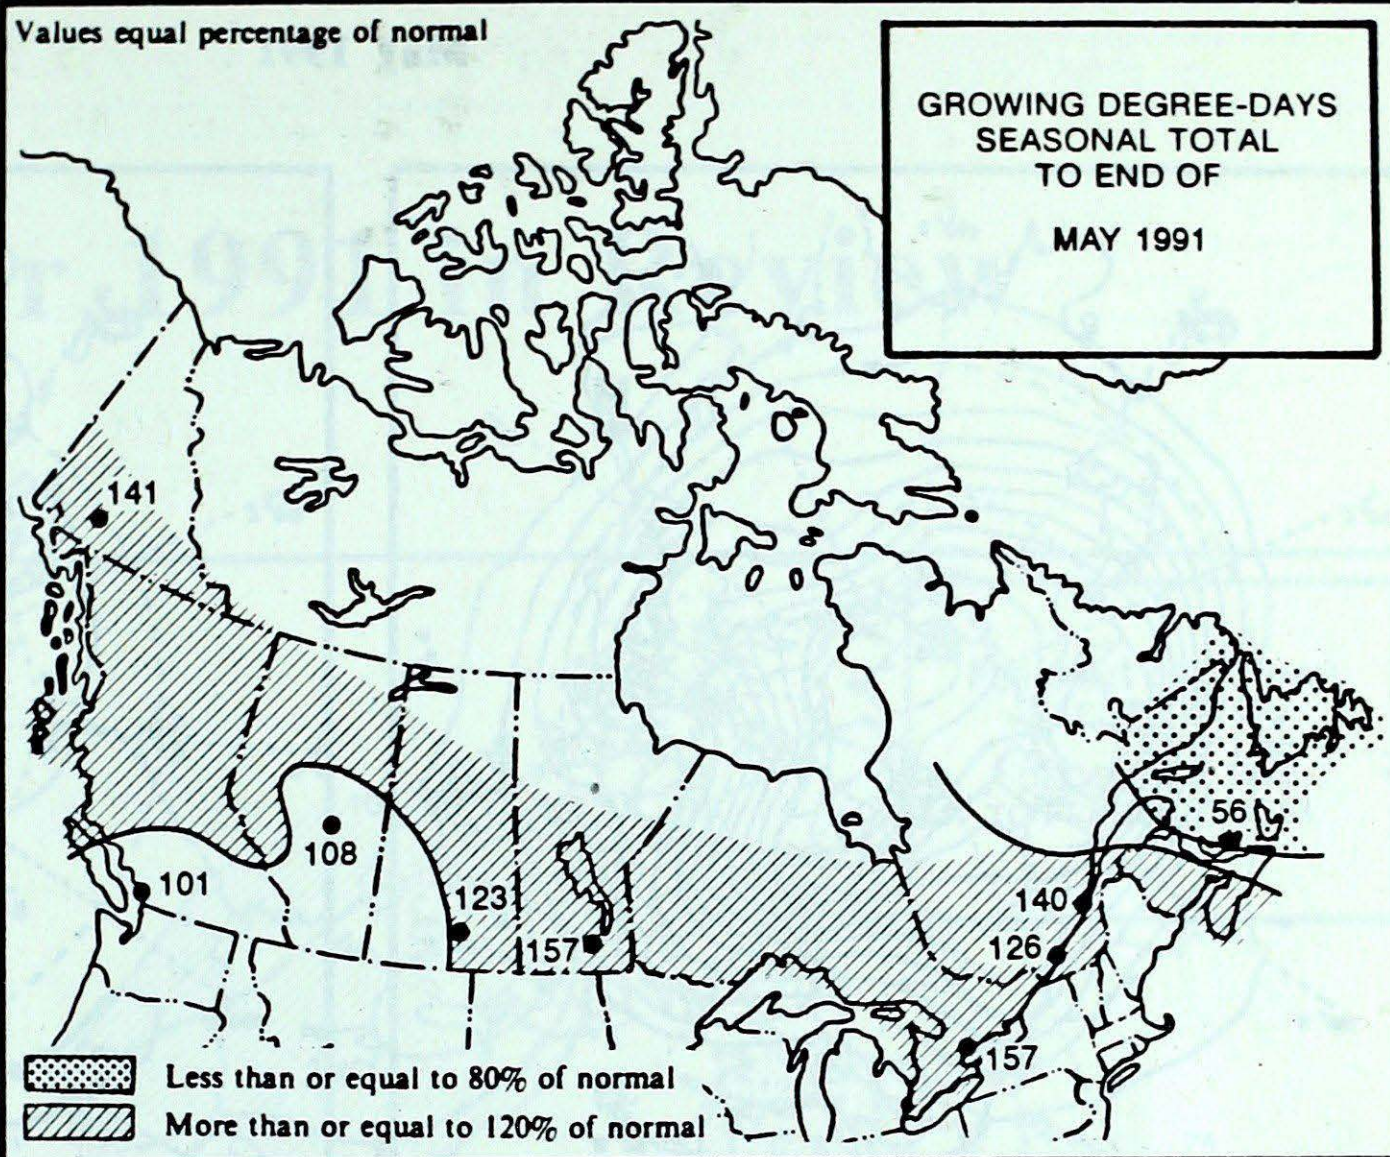 Values equal percentage of normal
GROWING DEGREE-DAYS
SEASONAL TOTAL
TO END OF
MAY 1991
141
56
108
101
123
140
157
126
157
Less than or equal to 80% of normal
More than or equal to 120% of normal